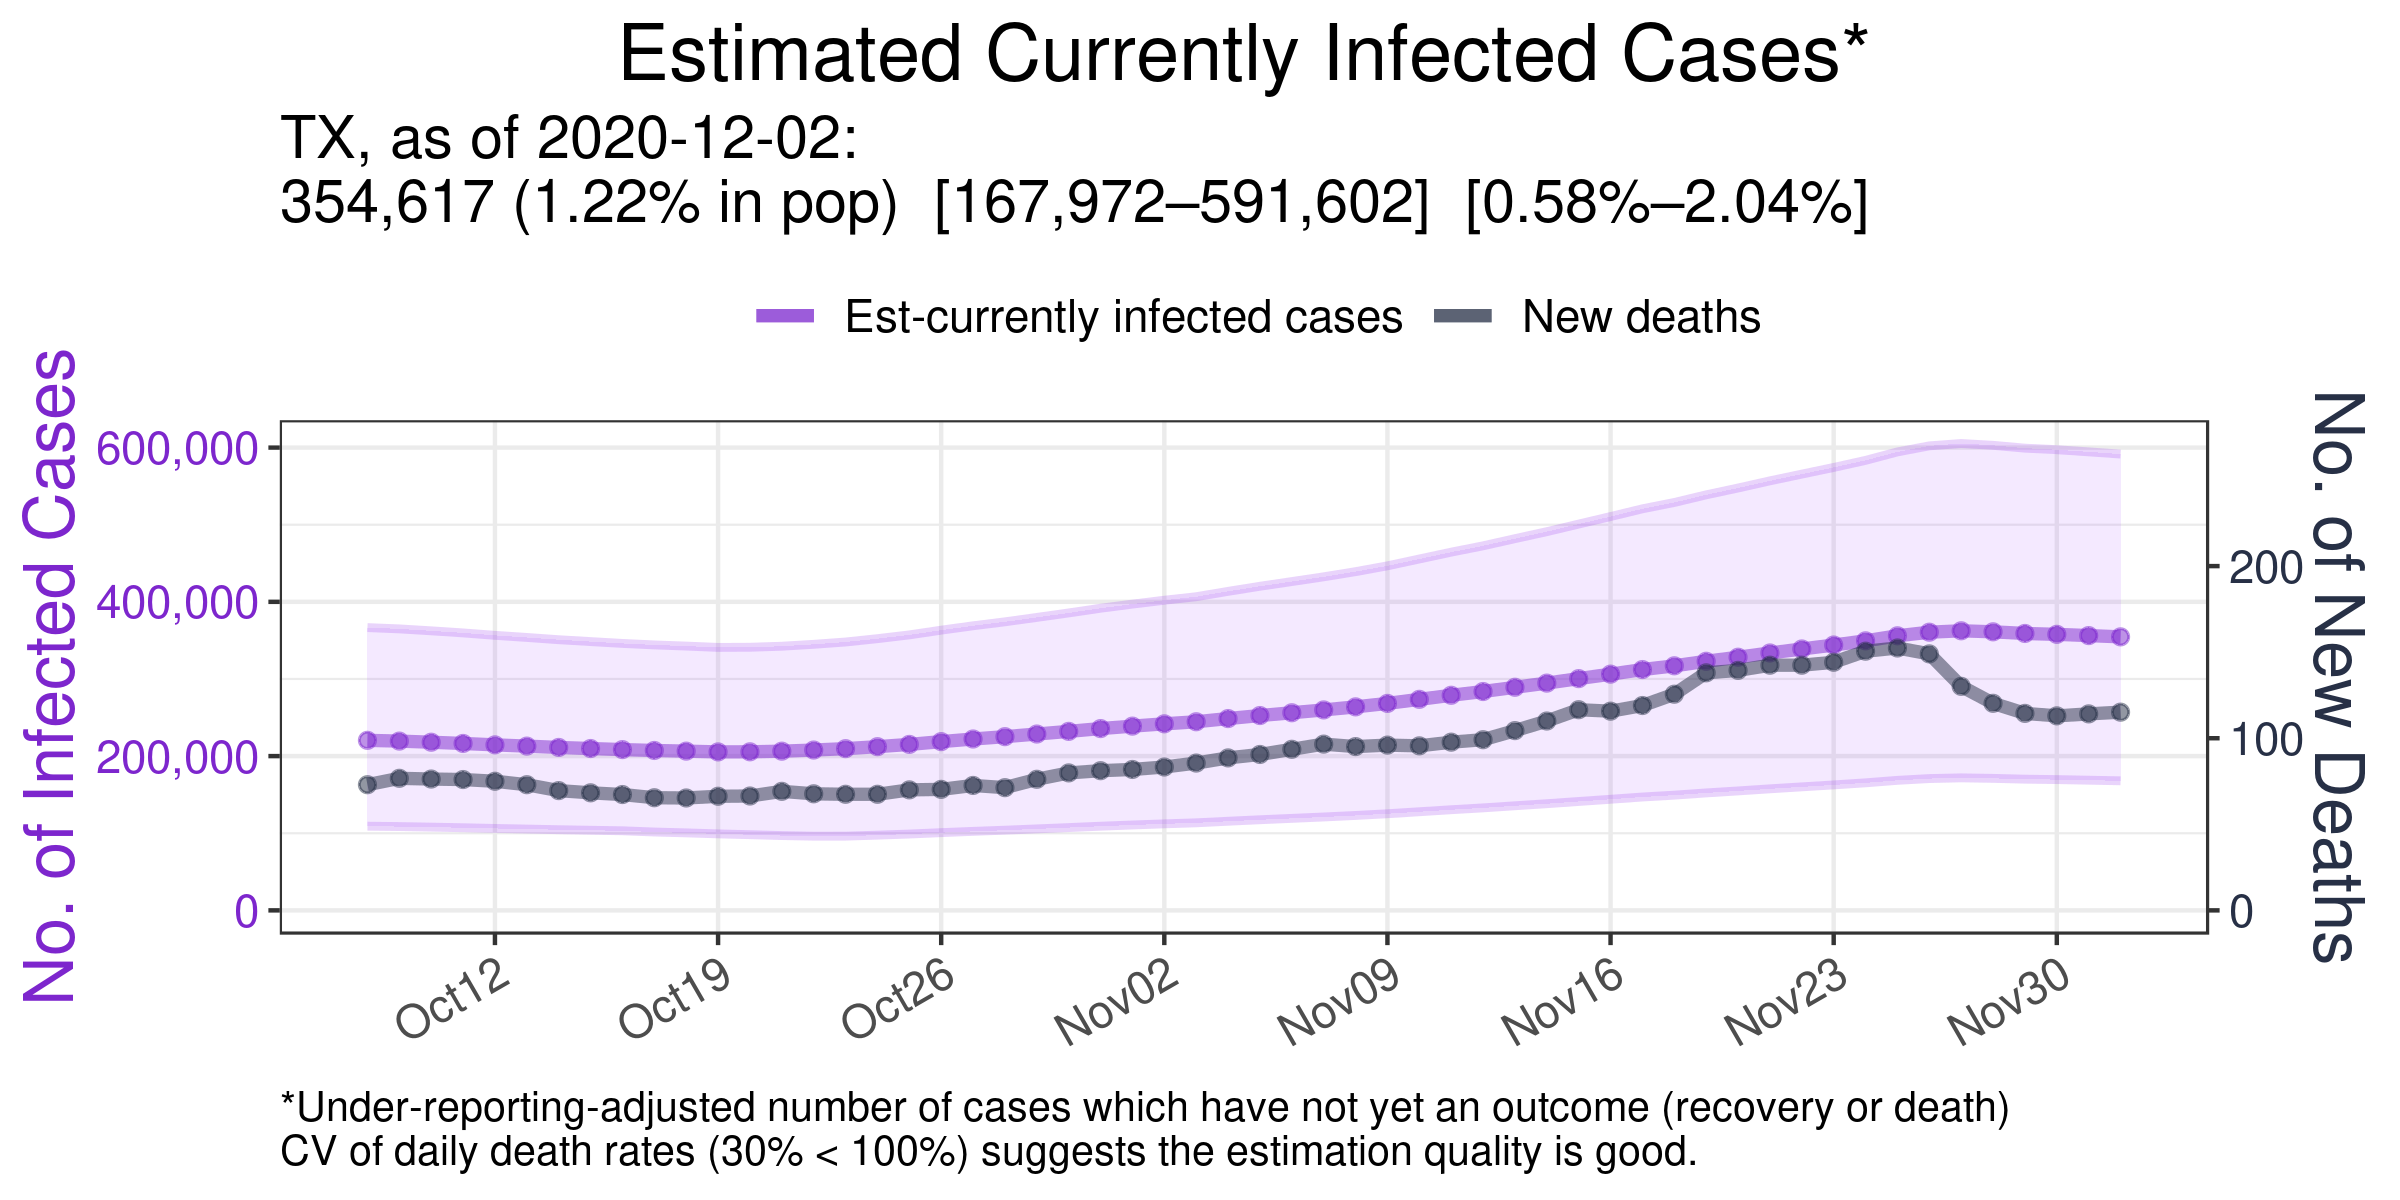 Estimated Currently Infected Cases*
TX, as of 2020-12-02:
354,617 (1.22% in pop) [167,972–591,602] [0.58%–2.04%]
Est-currently infected cases
New deaths
No. of Infected Cases
600,000
400,000
200,000
0
No. of New Deaths
200
100
0
Oct12
Oct19
Oct26
Nov02
Nov09
Nov16
Nov23
Nov30
*Under-reporting-adjusted number of cases which have not yet an outcome (recovery or death)
CV of daily death rates (30% < 100%) suggests the estimation quality is good.